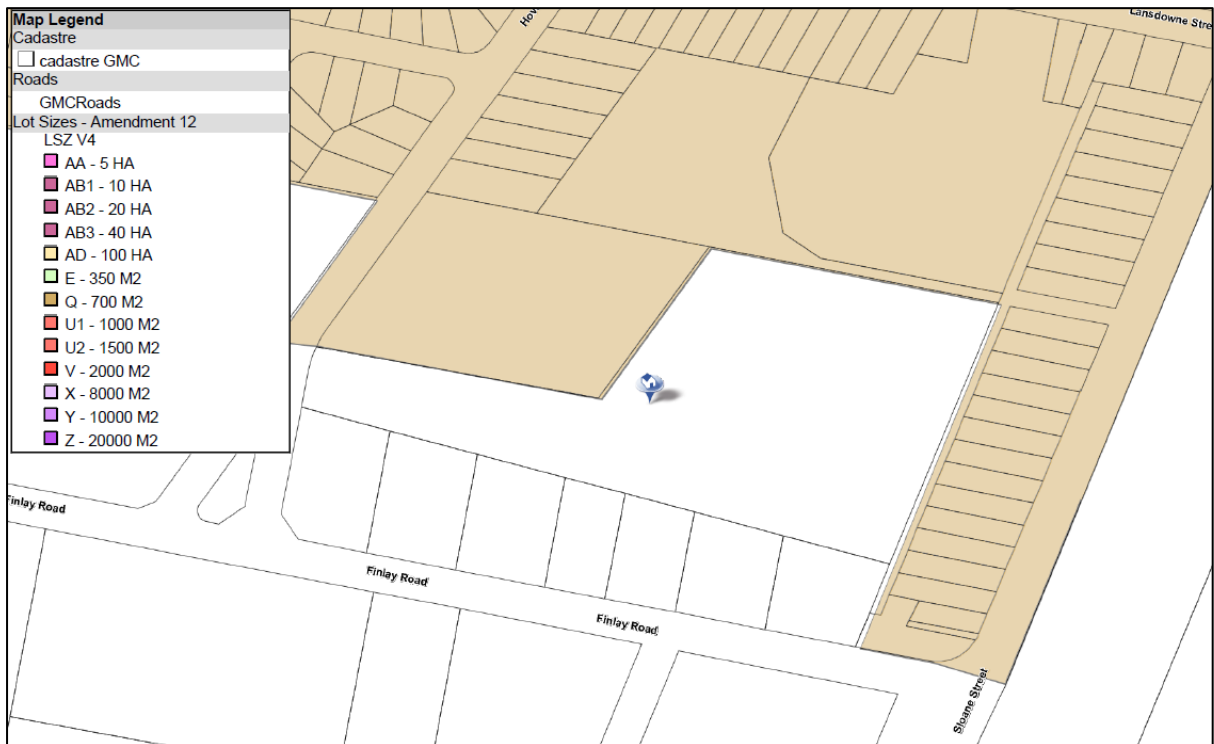 Map Legend
Cadastre
cadastre GMC
Roads
GMCRoads
Lot Sizes - Amendment 12
LSZ V4
AA - 5 HA
AB1 - 10 HA
AB2 - 20 HA
AB3 - 40 HA
AD - 100 HA
E - 350 M2
Q - 700 M2
U1 - 1000 M2
U2 - 1500 M2
V - 2000 M2
X - 8000 M2
Y - 10000 M2
Z - 20000 M2
Hov
Lansdowne Stre
Finlay Road
Finlay Road
Finlay Road
Sloane Street